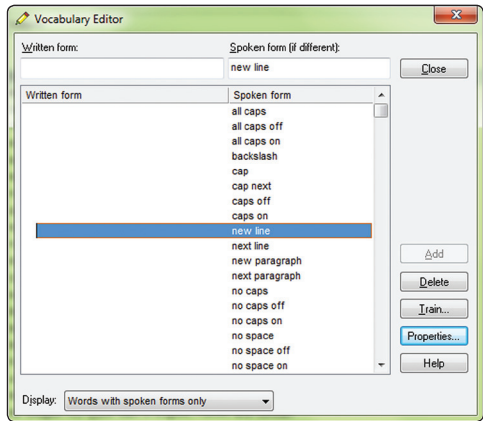 Vocabulary Editor
Written form:
Spoken form (if different):
new line
Close
Written form
Spoken form
all caps
all caps off
all caps on
backslash
cap
cap next
caps off
caps on
new line
next line
new paragraph
next paragraph
no caps
no caps off
no caps on
no space
no space off
no space on
Add
Delete
Train...
Properties...
Help
Display:
Words with spoken forms only